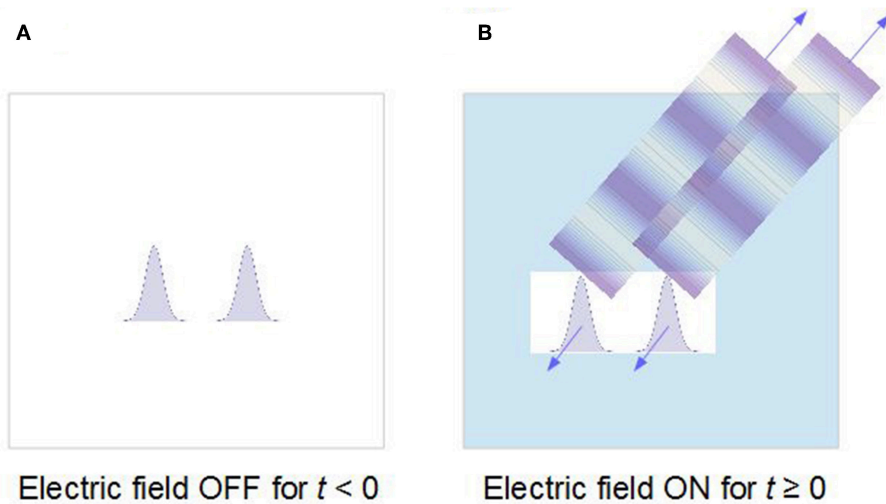 A
B
Electric field OFF for t < 0
Electric field ON for t ≥ 0